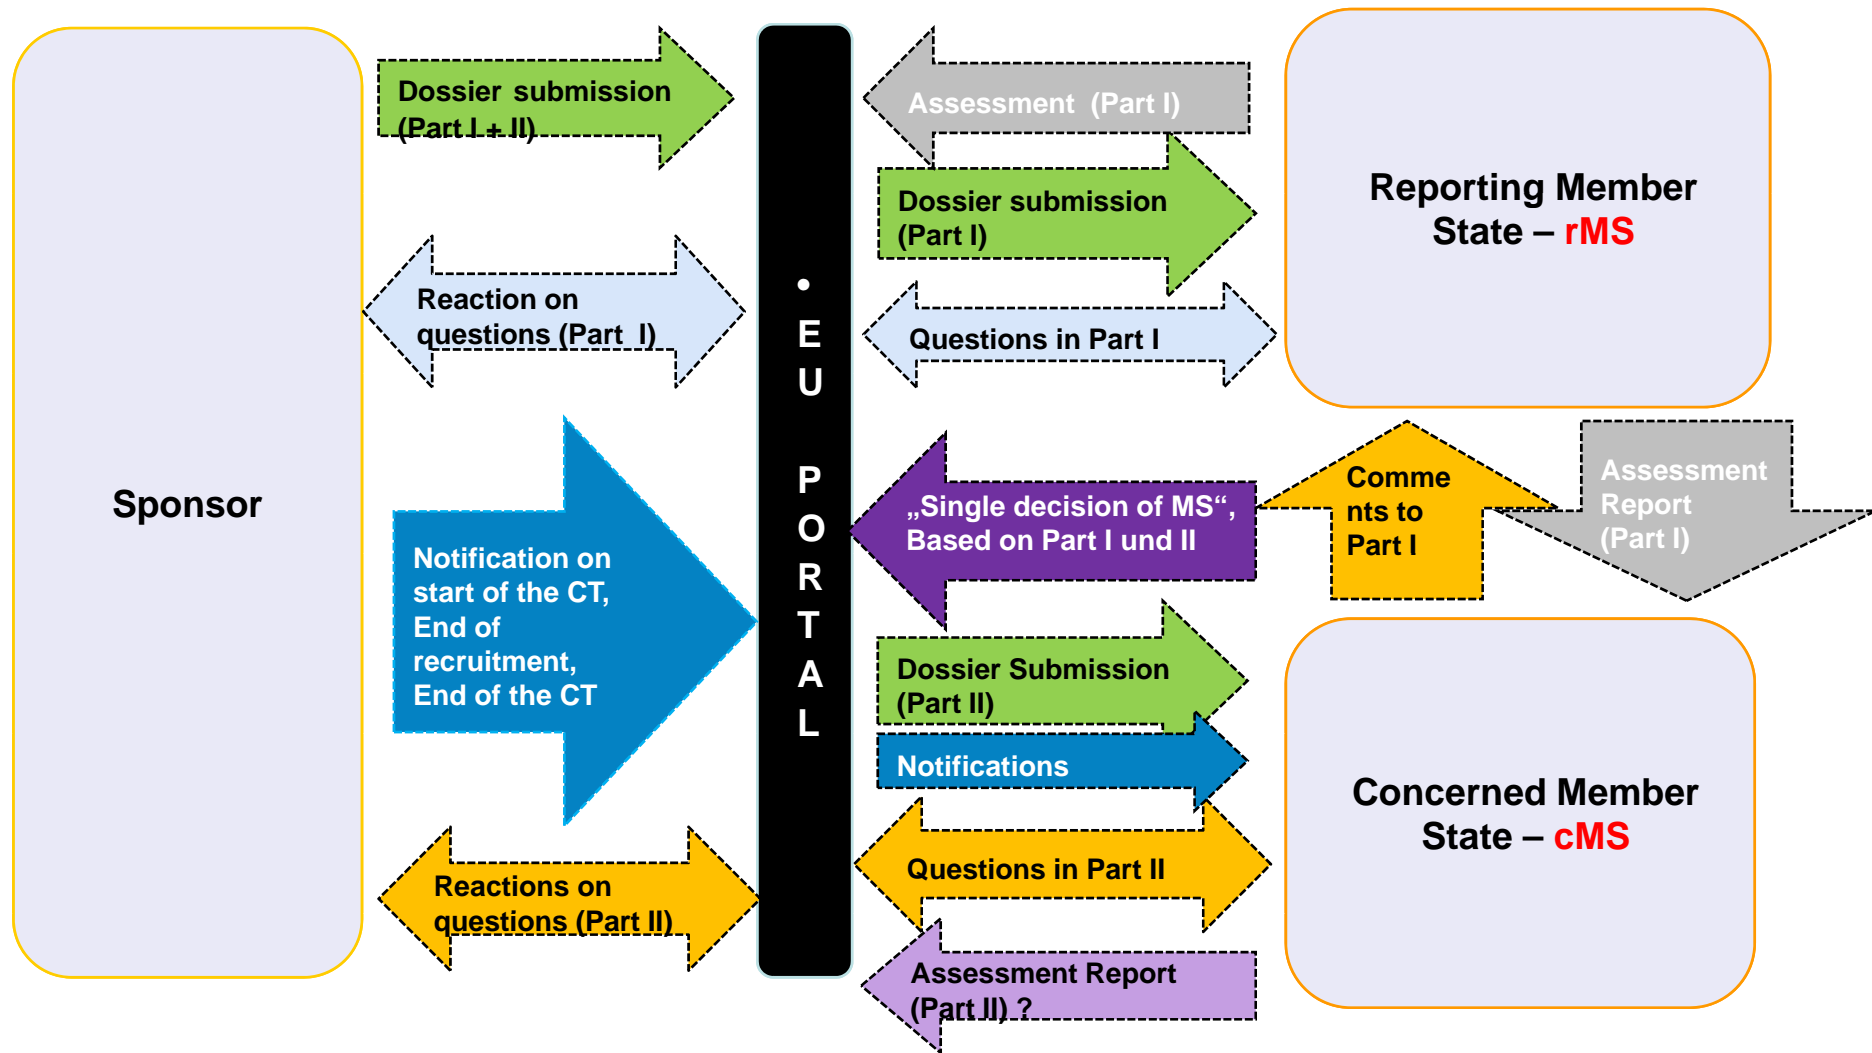 Sponsor
Dossier submission
(Part I + II)
Reaction on
questions (Part I)
Notification on
start of the CT,
End of
recruitment,
End of the CT
Reactions on
questions (Part II)
•
E
U
P
O
R
T
A
L
Assessment (Part I)
Dossier submission
(Part I)
Questions in Part I
„Single decision of MS“,
Based on Part I und II
Dossier Submission
(Part II)
Notifications
Questions in Part II
Assessment Report
(Part II) ?
Reporting Member
State – rMS
Comme
nts to
Part I
Assessment
Report
(Part I)
Concerned Member
State – cMS